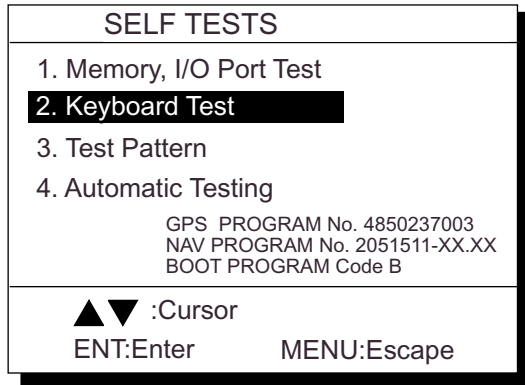 SELF TESTS
1. Memory, I/O Port Test
2. Keyboard Test
3. Test Pattern
4. Automatic Testing
GPS PROGRAM No. 4850237003
NAV PROGRAM No. 2051511-XX.XX
BOOT PROGRAM Code B
▲▼ :Cursor
ENT:Enter MENU:Escape